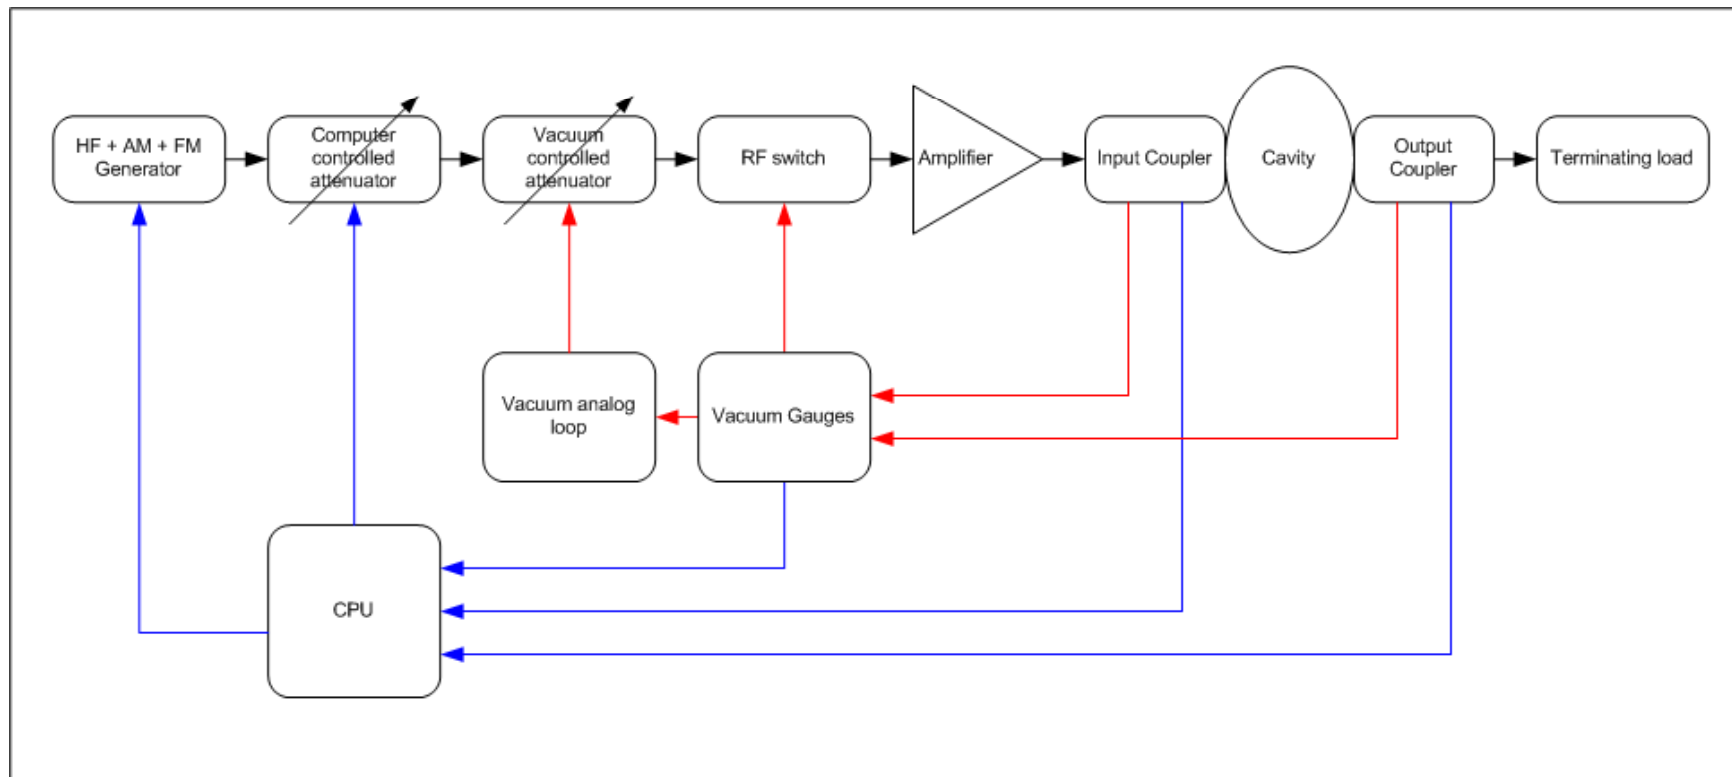 HF + AM + FM
Generator
Computer
controlled
attenuator
Vacuum
controlled
attenuator
RF switch
Amplifier
Input Coupler
Cavity
Output
Coupler
Terminating load
Vacuum analog
loop
Vacuum Gauges
CPU